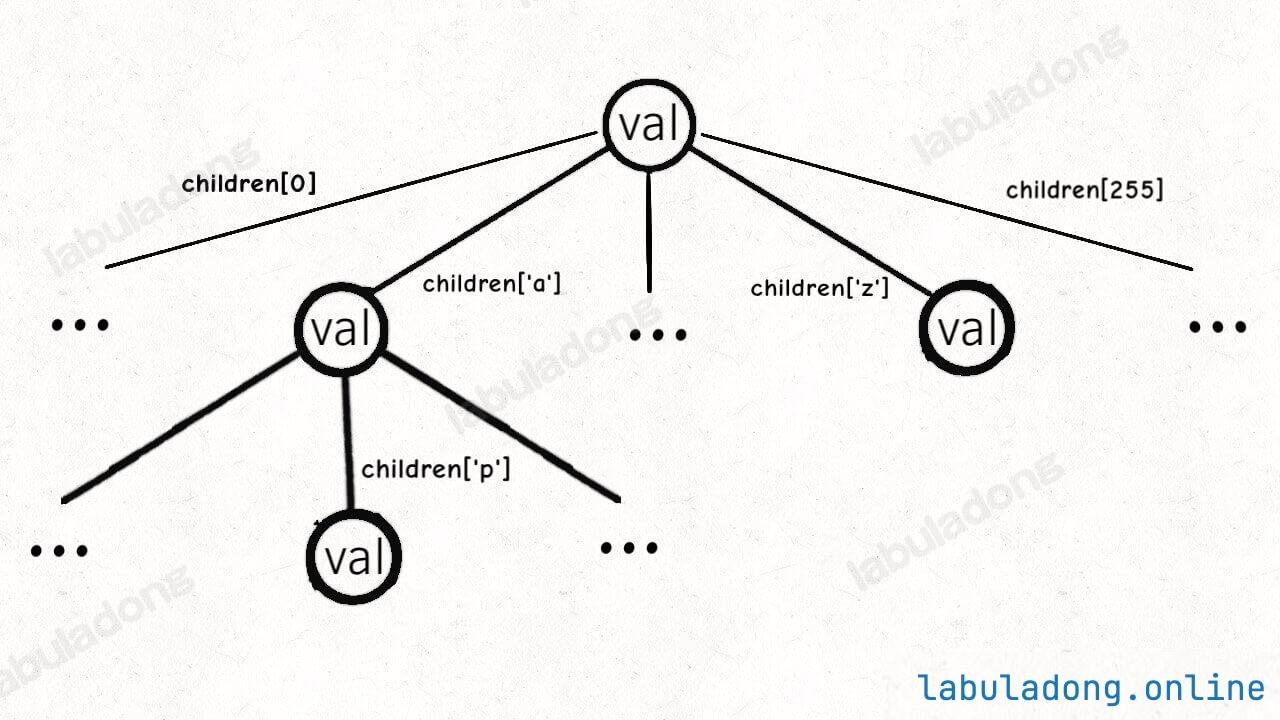 val
children[0]
children[255]
children['a']
children['z']
val
val
children['p']
val
labuladong
labuladong
labuladong
labuladong
labuladong
labuladong.online